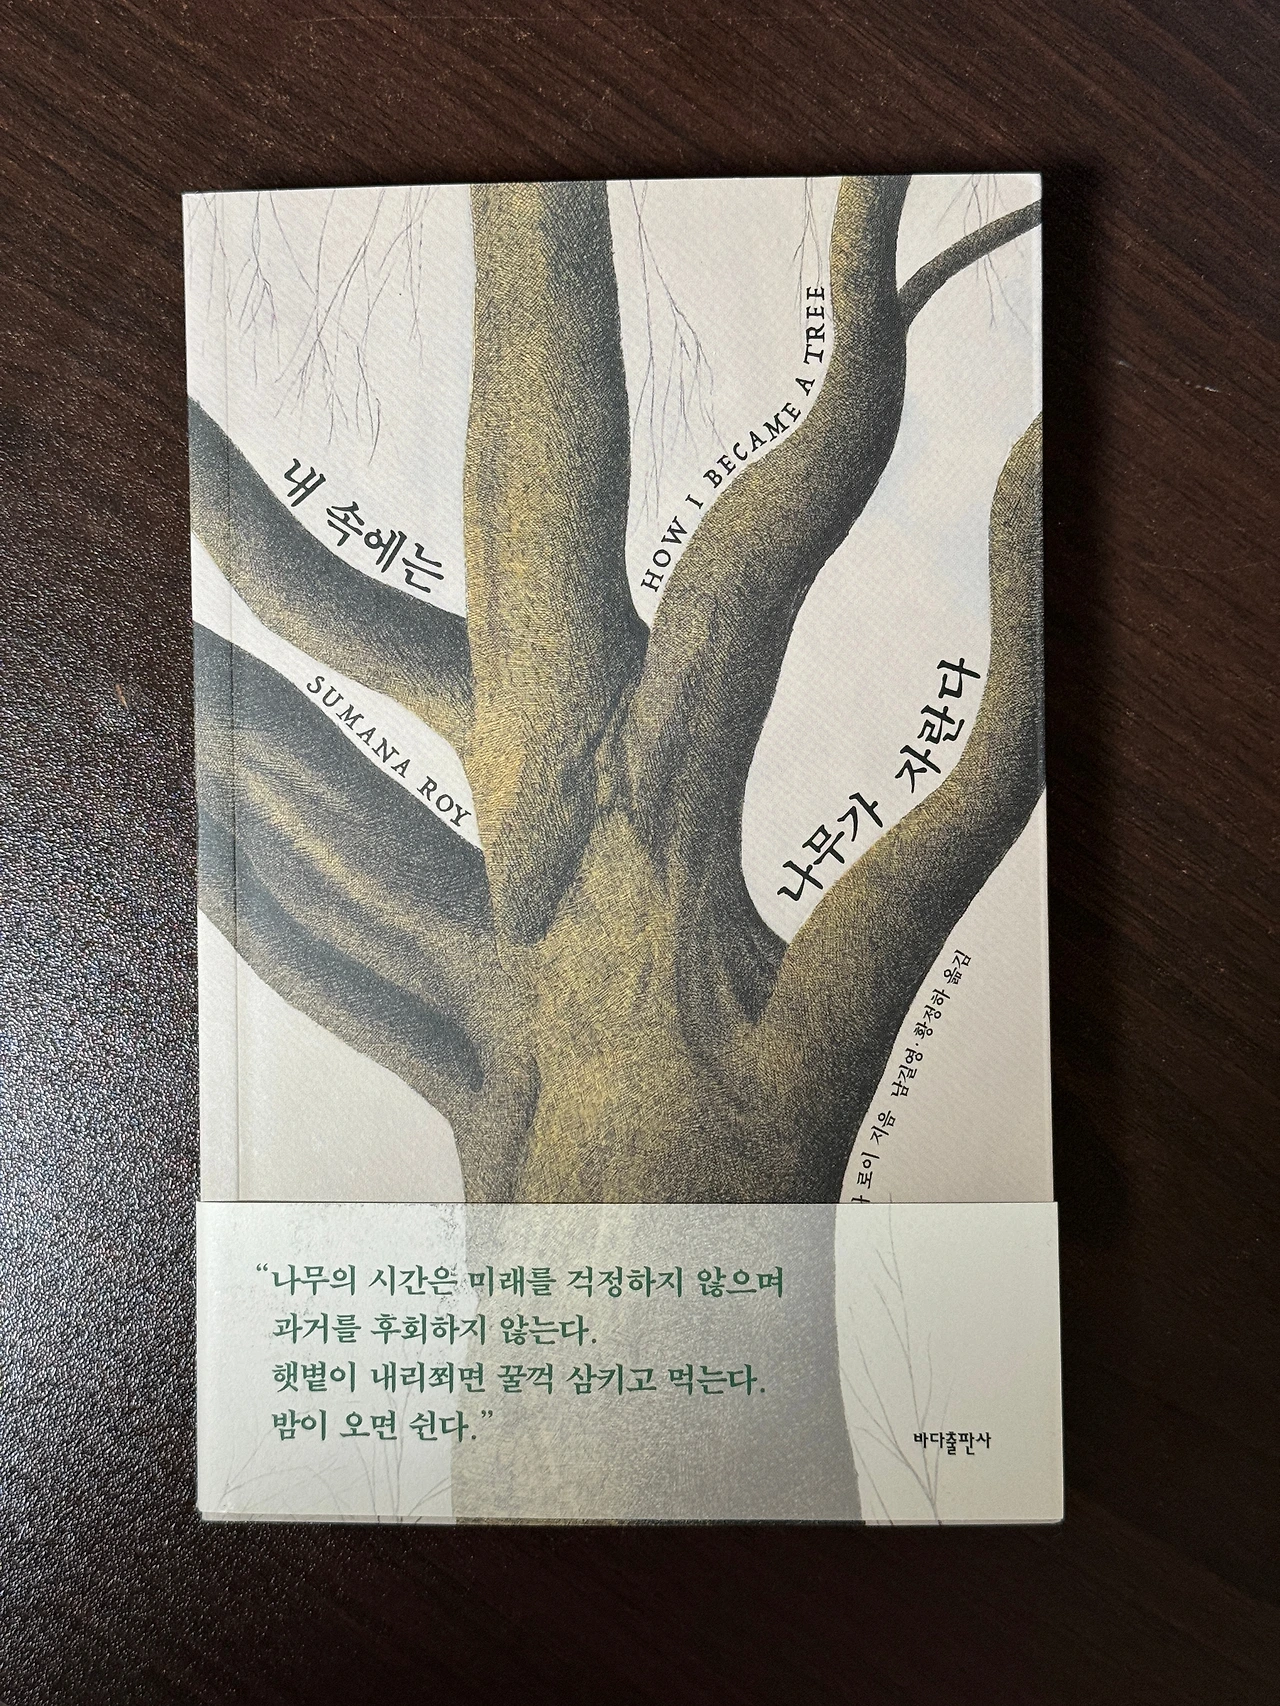 HOW I BECAME A TREE
내 속에는
SUMANA ROY
나무가 자란다
로이 지음 남길영·황정하 옮김
“나무의 시간은 미래를 걱정하지 않으며
과거를 후회하지 않는다.
햇볕이 내리쬐면 꿀꺽 삼키고 먹는다.
밤이 오면 쉰다.”
바다출판사